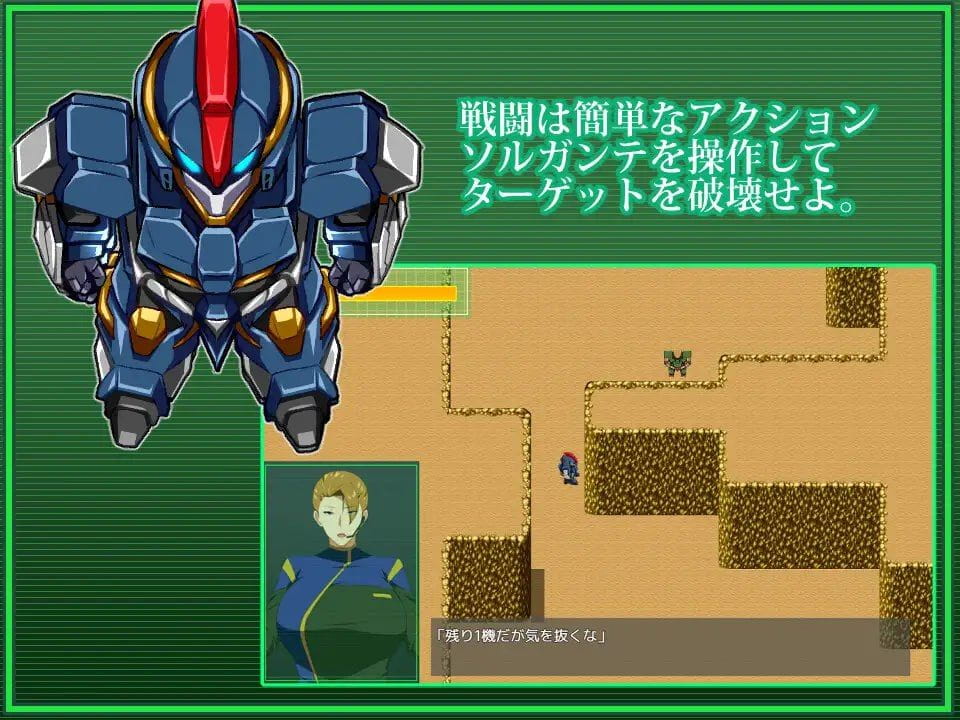 戦闘は簡単なアクション
ソルガンテを操作して
ターゲットを破壊せよ。
「残り1機だが気を抜くな」